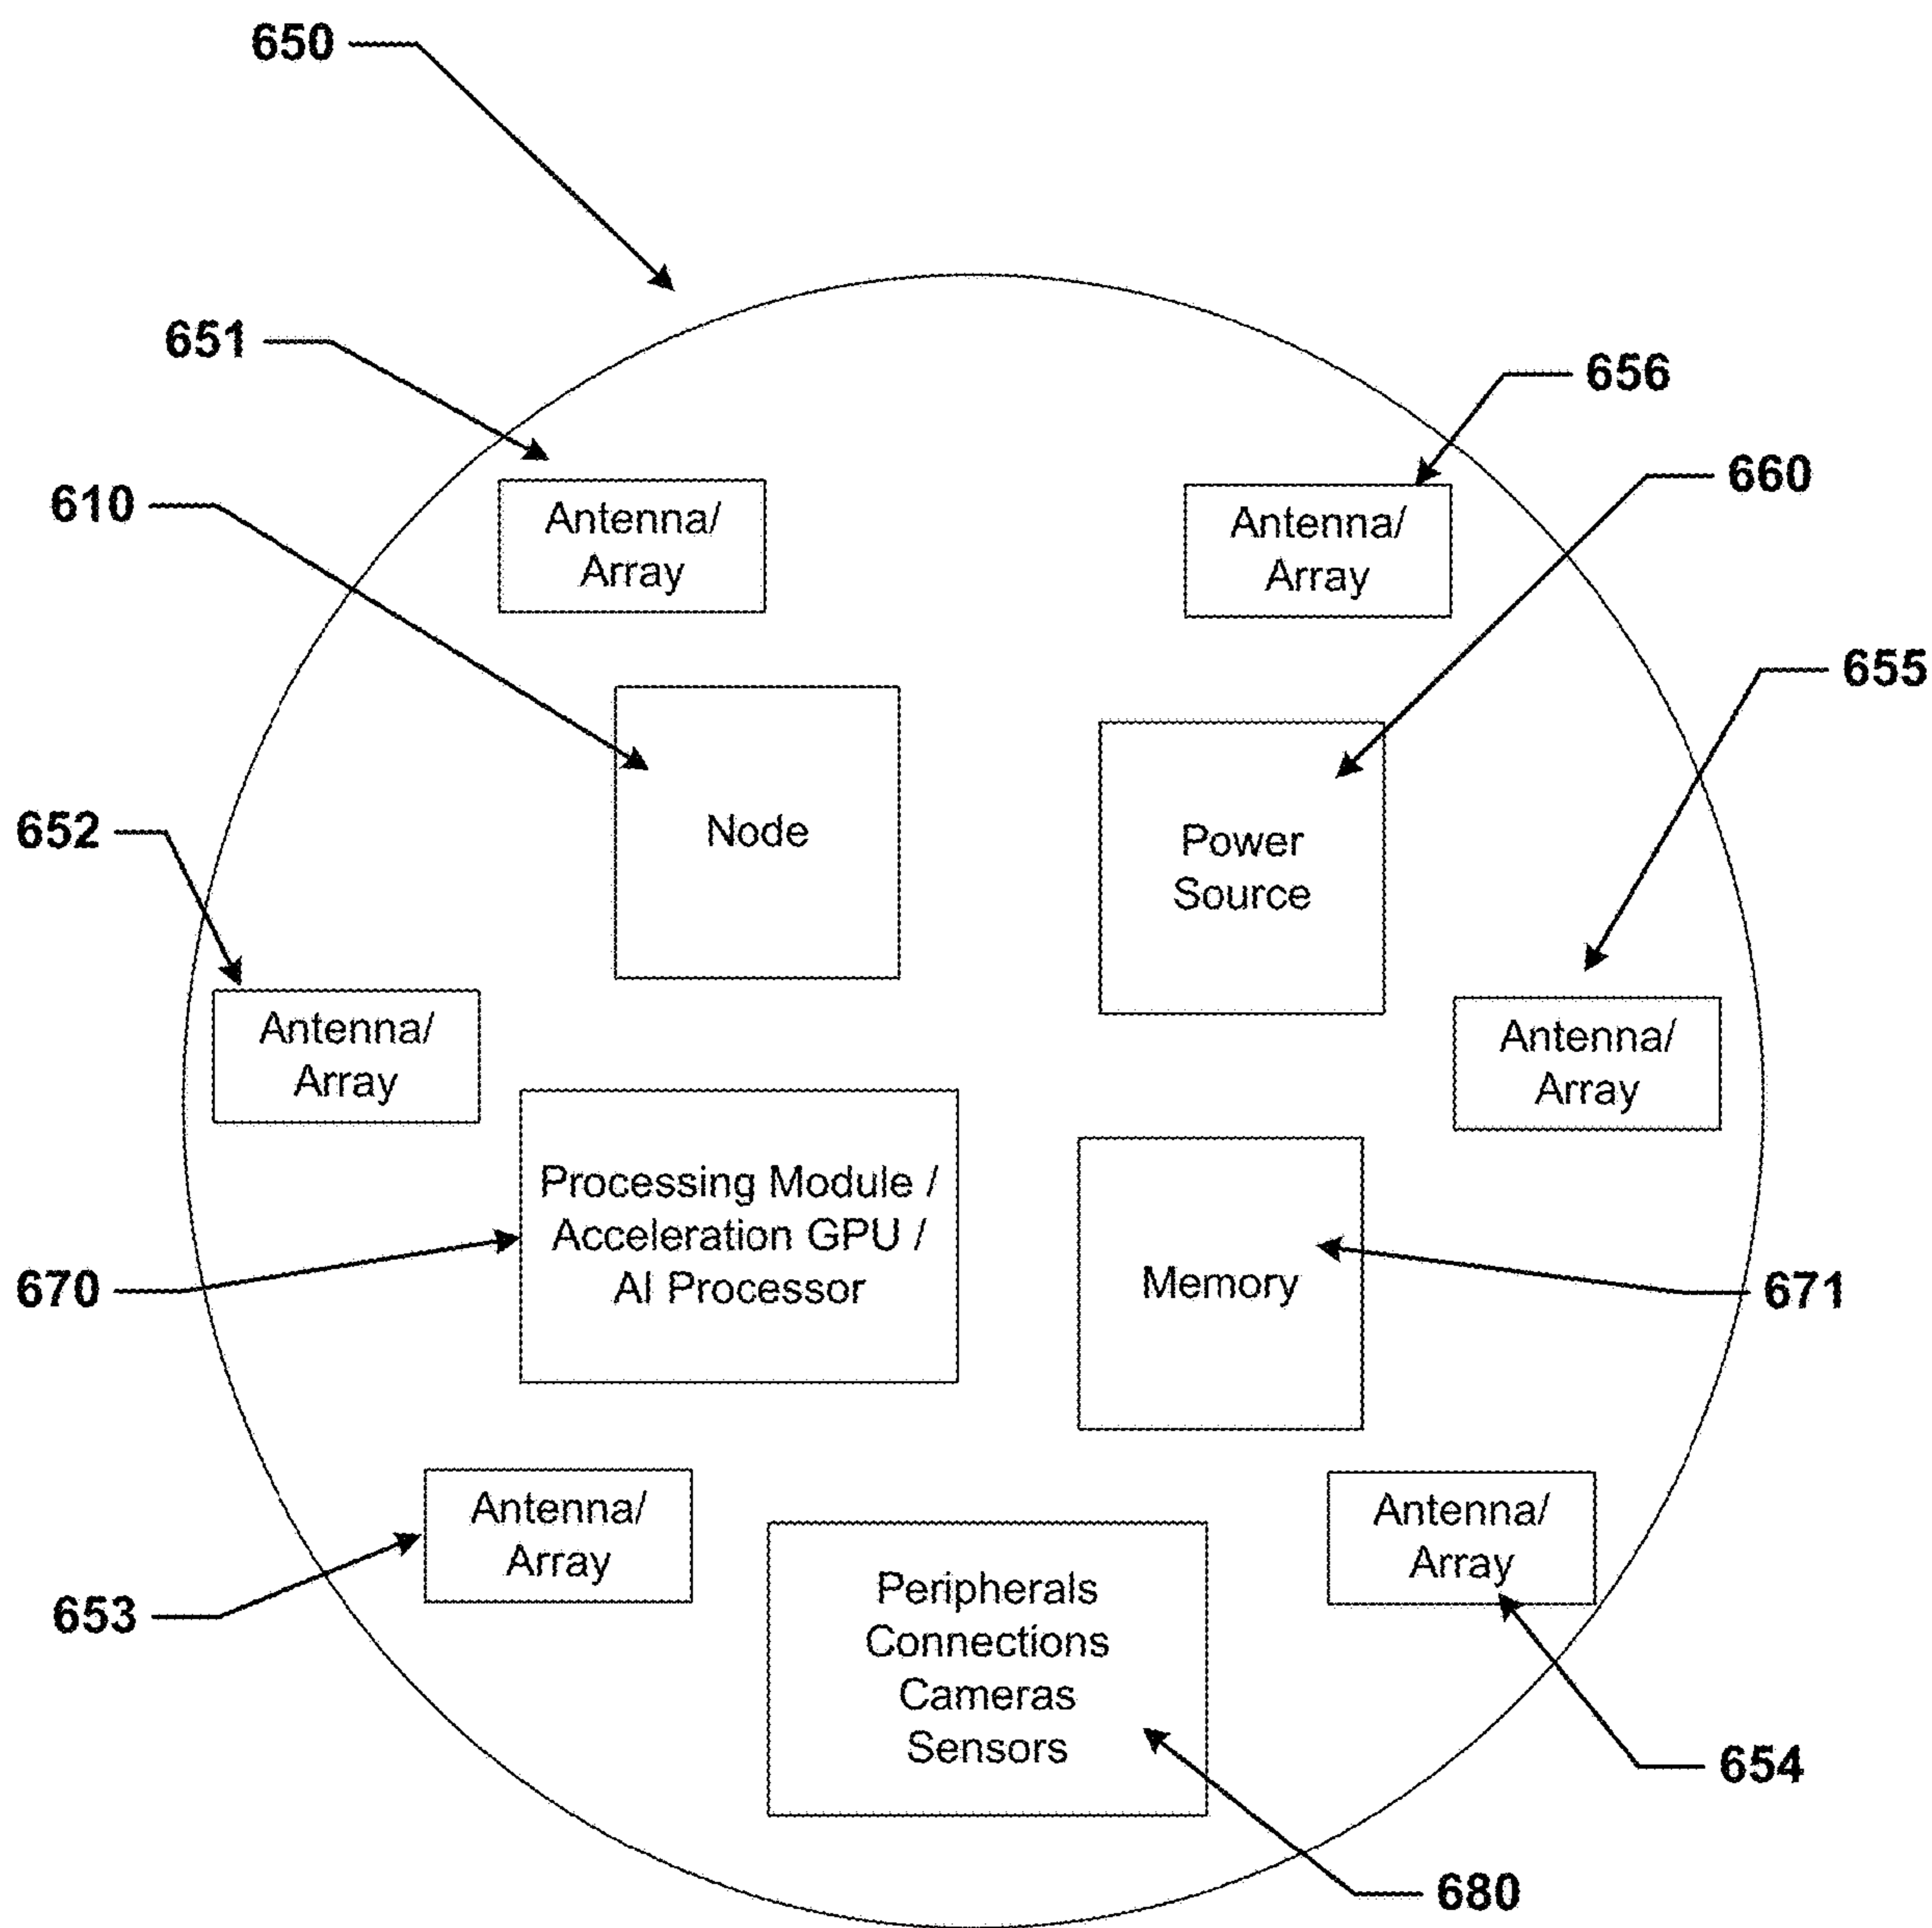 650
651
656
660
610
Antenna/
Array
Antenna/
Array
655
652
Node
Power
Source
Antenna/
Array
Antenna/
Array
670
Processing Module /
Acceleration GPU /
AI Processor
Memory
671
653
Antenna/
Array
Peripherals
Connections
Cameras
Sensors
Antenna/
Array
654
680